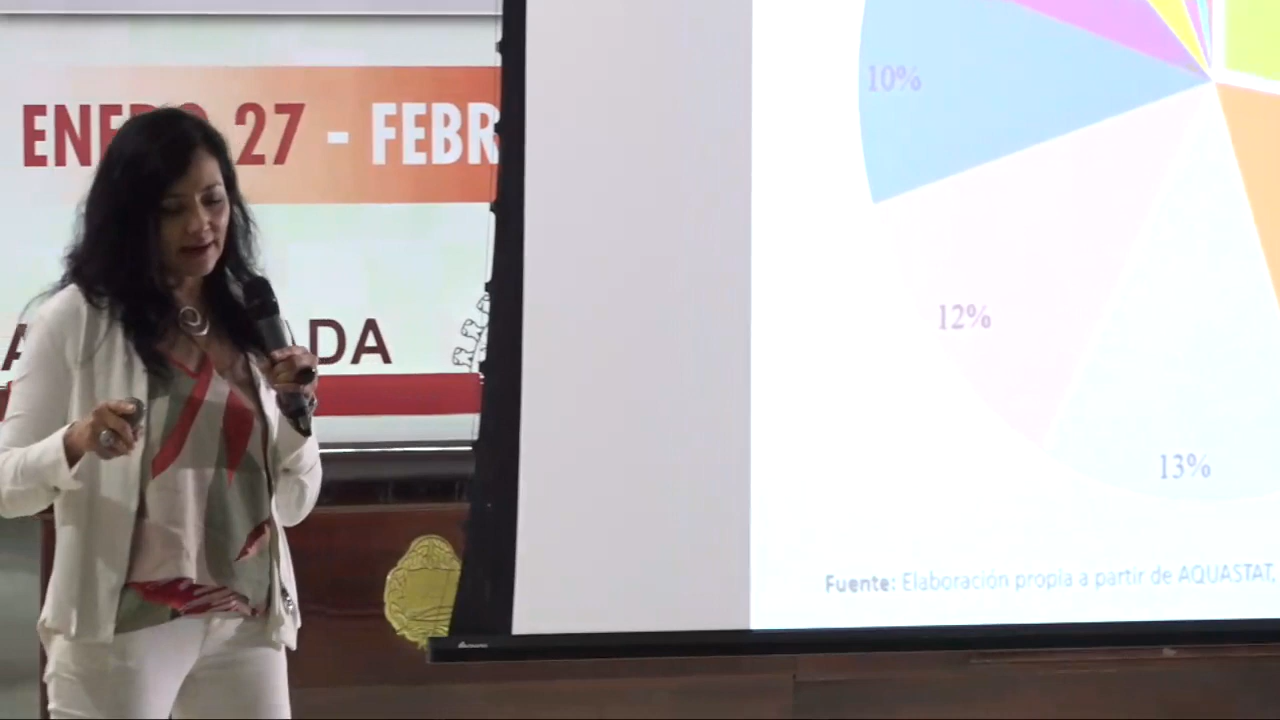 27 - FEBR
DA
10%
12%
13%
Fuente: Elaboración propia a partir de AQUASTAT,